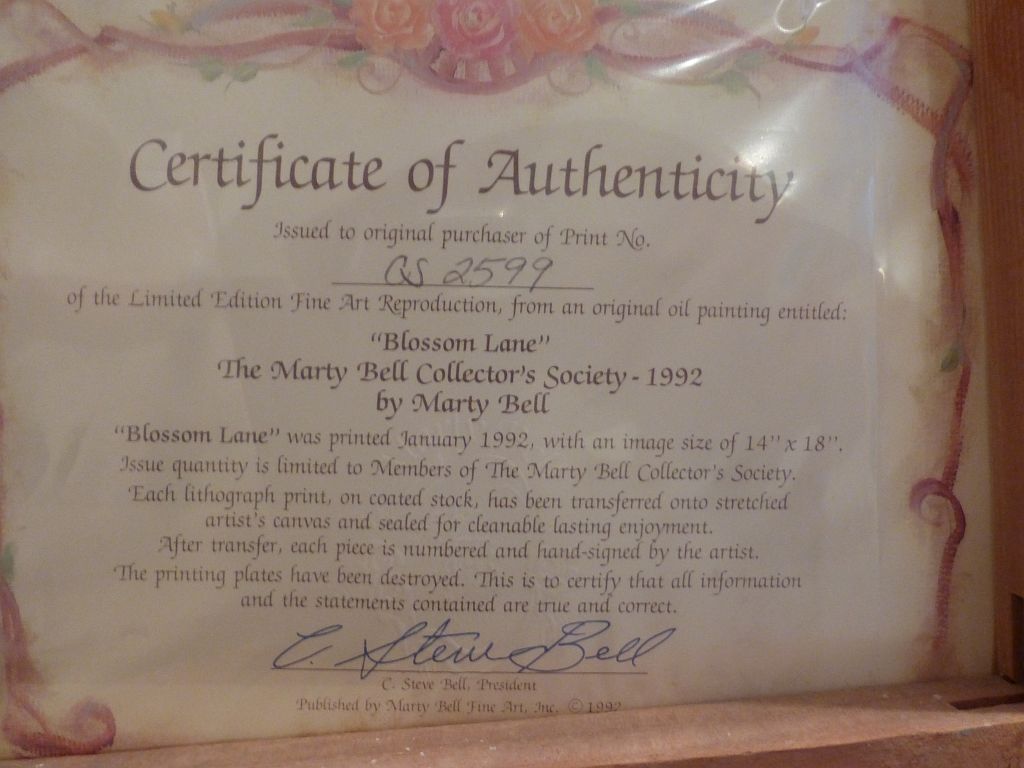 Certificate of Authenticity
Issued to original purchaser of Print No.
CS 2599
of the Limited Edition Fine Art Reproduction, from an original oil painting entitled:
"Blossom Lane"
The Marty Bell Collector's Society - 1992
by Marty Bell
"Blossom Lane" was printed January 1992, with an image size of 14" x 18".
Issue quantity is limited to Members of The Marty Bell Collector's Society.
Each lithograph print, on coated stock, has been transferred onto stretched
artist's canvas and sealed for cleanable lasting enjoyment.
After transfer, each piece is numbered and hand-signed by the artist.
The printing plates have been destroyed. This is to certify that all information
and the statements contained are true and correct.
C. Steve Bell
C. Steve Bell, President
Published by Marty Bell Fine Art, Inc. © 1992